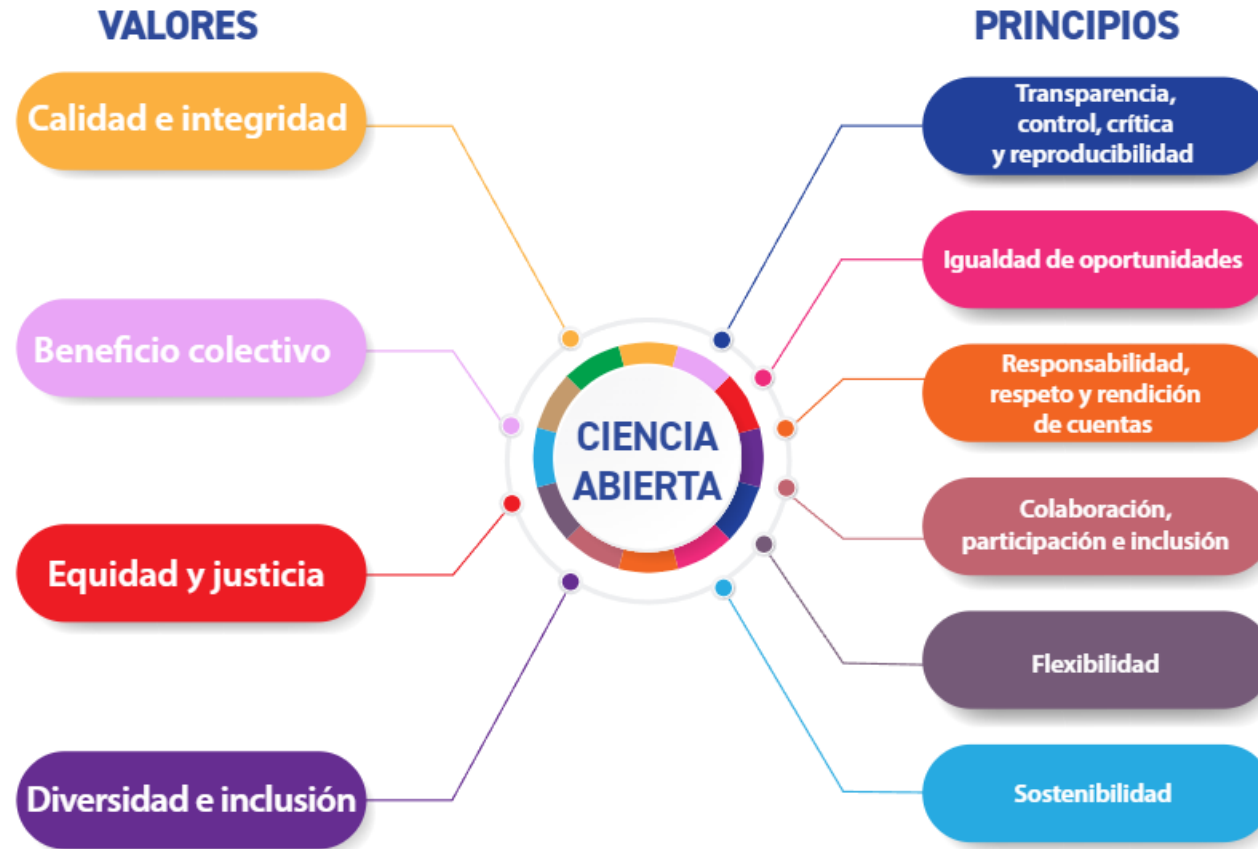 VALORES
Calidad e integridad
Beneficio colectivo
Equidad y justicia
Diversidad e inclusión
CIENCIA
ABIERTA
PRINCIPIOS
Transparencia,
control, crítica
y reproducibilidad
Igualdad de oportunidades
Responsabilidad,
respeto y rendición
de cuentas
Colaboración,
participación e inclusión
Flexibilidad
Sostenibilidad